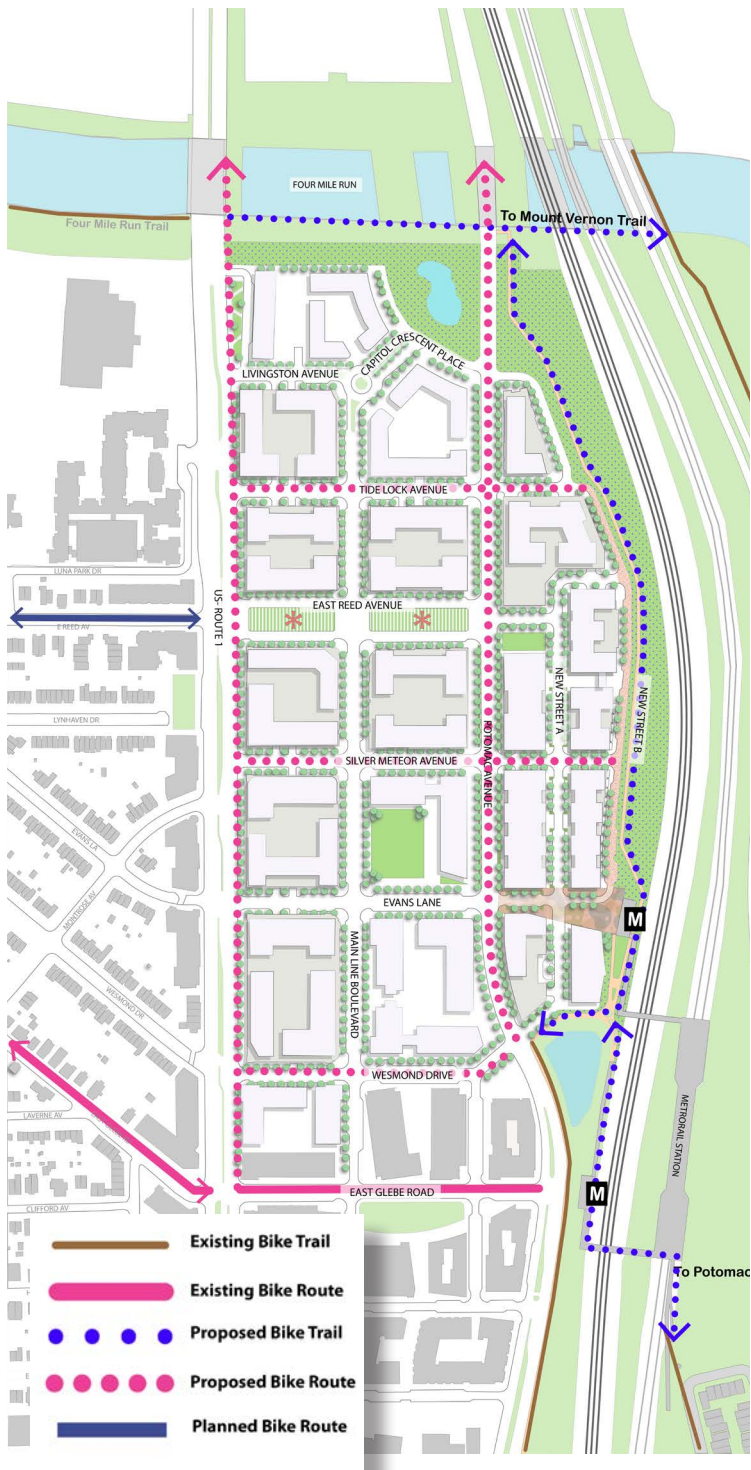 FOUR MILE RUN
To Mount Vernon Trail
Four Mile Run Trail
CAPITOL CRESCENT PLACE
LIVINGSTON AVENUE
TIDE LOCK AVENUE
LUNA PARK DR
US- ROUTE 1
EAST REED AVENUE
E REED AV
NEW STREET A
NEW STREET B
LYNHAVEN DR
POTOMAC AVENUE
SILVER METEOR AVENUE
EVANS LA
MONTROSE AV
EVANS LANE
M
MAIN LINE BOULEVARD
WESMOND DR
WESMOND DRIVE
METRORAIL STATION
LAVERNE AV
M
EAST GLEBE ROAD
CLIFFORD AV
To Potomac
Existing Bike Trail
Existing Bike Route
Proposed Bike Trail
Proposed Bike Route
Planned Bike Route